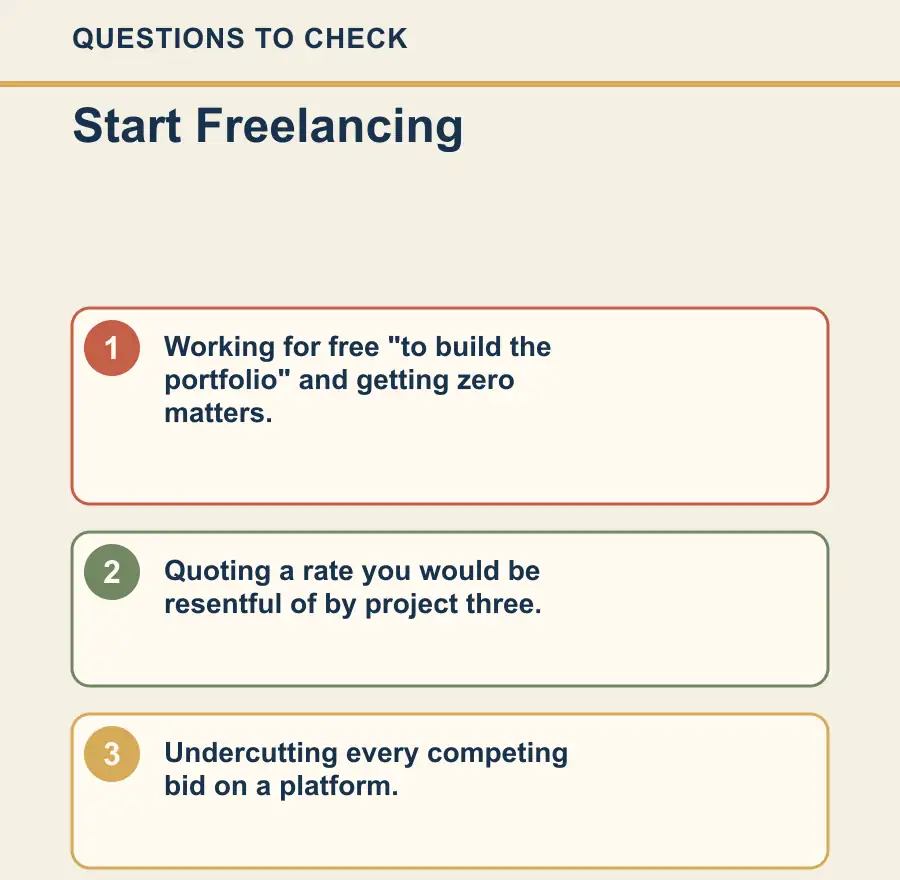 QUESTIONS TO CHECK
Start Freelancing
1
Working for free "to build the
portfolio" and getting zero
matters.
2
Quoting a rate you would be
resentful of by project three.
3
Undercutting every competing
bid on a platform.